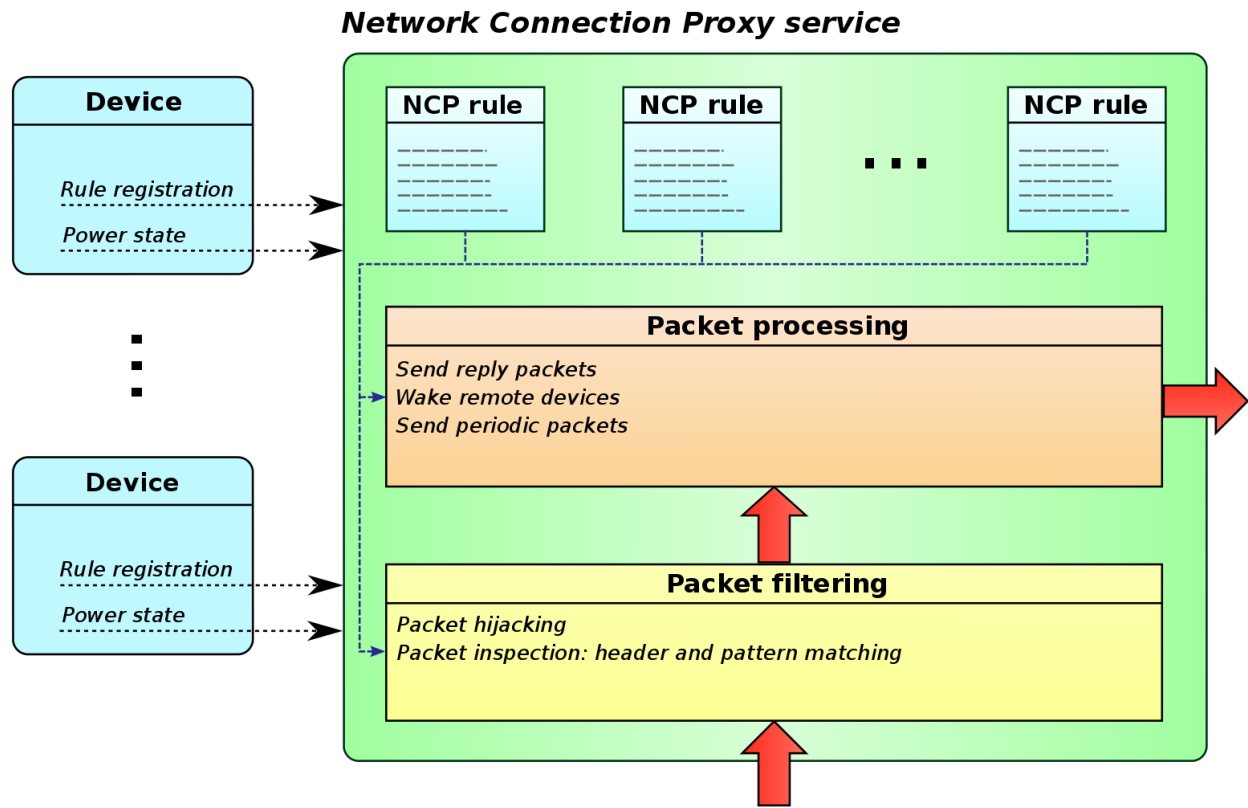 Network Connection Proxy service
Device
Rule registration
Power state
Device
Rule registration
Power state
NCP rule
NCP rule
NCP rule
Packet processing
Send reply packets
Wake remote devices
Send periodic packets
Packet filtering
Packet hijacking
Packet inspection: header and pattern matching